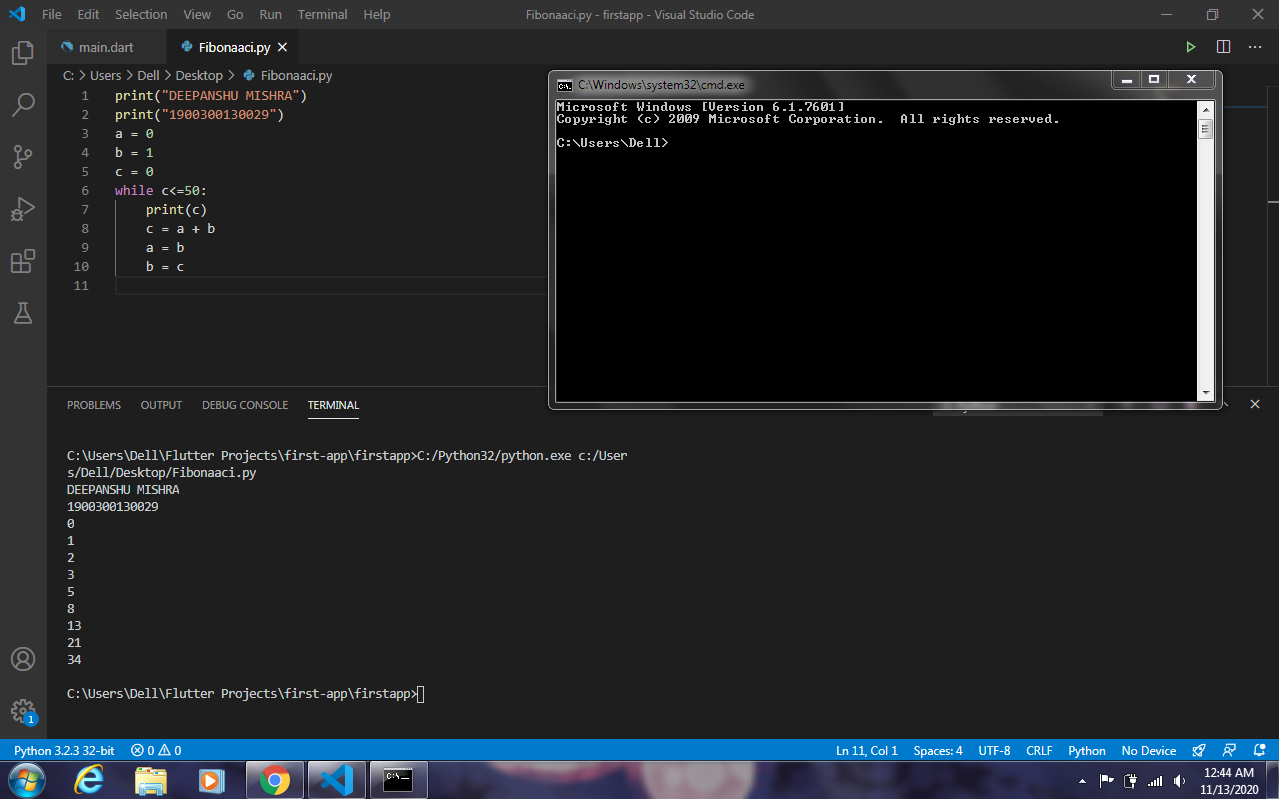 File Edit Selection View Go Run Terminal Help Fibonaaci.py - firstapp - Visual Studio Code
main.dart Fibonaaci.py
C: > Users > Dell > Desktop > Fibonaaci.py
1 print("DEEPANSHU MISHRA")
2 print("1900300130029")
3 a = 0
4 b = 1
5 c = 0
6 while c<=50:
7 print(c)
8 c = a + b
9 a = b
10 b = c
11
C:\Windows\system32\cmd.exe
Microsoft Windows [Version 6.1.7601]
Copyright (c) 2009 Microsoft Corporation.  All rights reserved.
C:\Users\Dell>
PROBLEMS OUTPUT DEBUG CONSOLE TERMINAL
C:\Users\Dell\Flutter Projects\first-app\firstapp>C:/Python32/python.exe c:/User
s/Dell/Desktop/Fibonaaci.py
DEEPANSHU MISHRA
1900300130029
0
1
2
3
5
8
13
21
34
C:\Users\Dell\Flutter Projects\first-app\firstapp>
1
Python 3.2.3 32-bit 0 0 Ln 11, Col 1 Spaces: 4 UTF-8 CRLF Python No Device
12:44 AM
11/13/2020